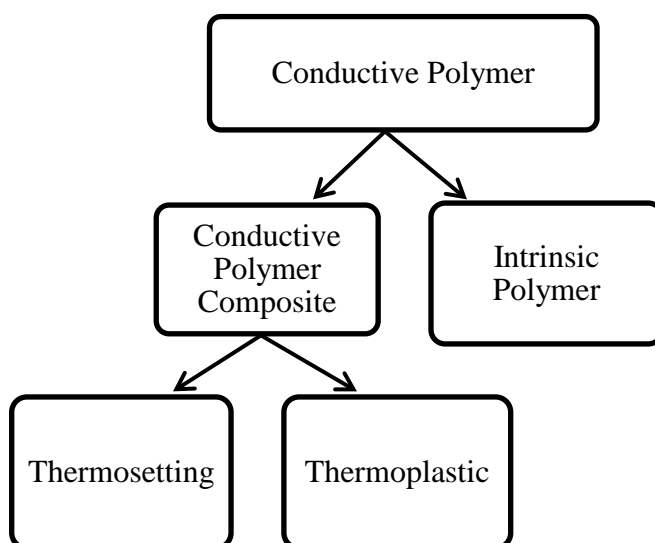 Conductive Polymer
Conductive
Polymer
Composite
Intrinsic
Polymer
Thermosetting
Thermoplastic